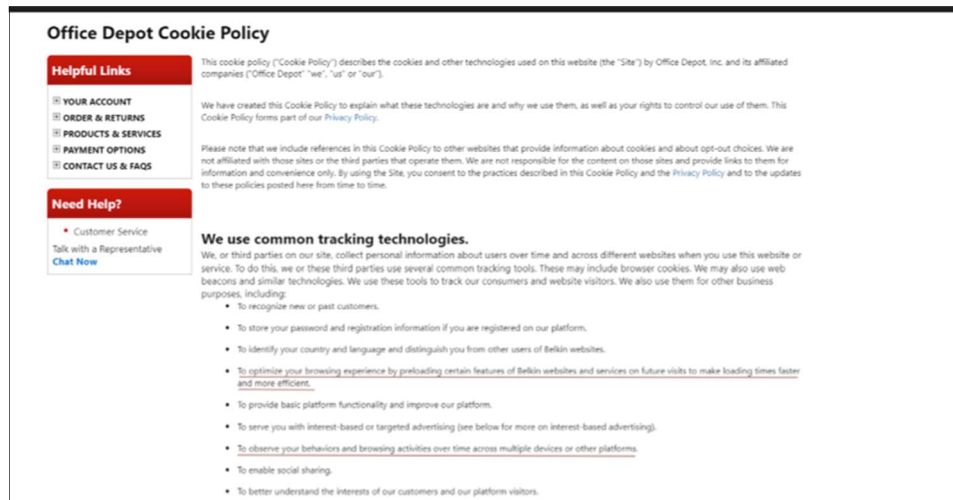 Office Depot Cookie Policy
Helpful Links
YOUR ACCOUNT
ORDER & RETURNS
PRODUCTS & SERVICES
PAYMENT OPTIONS
CONTACT US & FAQS
Need Help?
Customer Service
Talk with a Representative
Chat Now
This cookie policy ("Cookie Policy") describes the cookies and other technologies used on this website (the "Site") by Office Depot, Inc. and its affiliated
companies ("Office Depot" "we", "us" or "our").
We have created this Cookie Policy to explain what these technologies are and why we use them, as well as your rights to control our use of them. This
Cookie Policy forms part of our Privacy Policy.
Please note that we include references in this Cookie Policy to other websites that provide information about cookies and about opt-out choices. We are
not affiliated with those sites or the third parties that operate them. We are not responsible for the content on those sites and provide links to them for
information and convenience only. By using the Site, you consent to the practices described in this Cookie Policy and the Privacy Policy and to the updates
to these policies posted here from time to time.
We use common tracking technologies.
We, or third parties on our site, collect personal information about users over time and across different websites when you use this website or
service. To do this, we or these third parties use several common tracking tools. These may include browser cookies. We may also use web
beacons and similar technologies. We use these tools to track our consumers and website visitors. We also use them for other business
purposes, including:
• To recognize new or past customers.
• To store your password and registration information if you are registered on our platform.
• To identify your country and language and distinguish you from other users of Belkin websites.
• To optimize your browsing experience by preloading certain features of Belkin websites and services on future visits to make loading times faster
and more efficient.
• To provide basic platform functionality and improve our platform.
• To serve you with interest-based or targeted advertising (see below for more on interest-based advertising).
• To observe your behaviors and browsing activities over time across multiple devices or other platforms.
• To enable social sharing.
• To better understand the interests of our customers and our platform visitors.